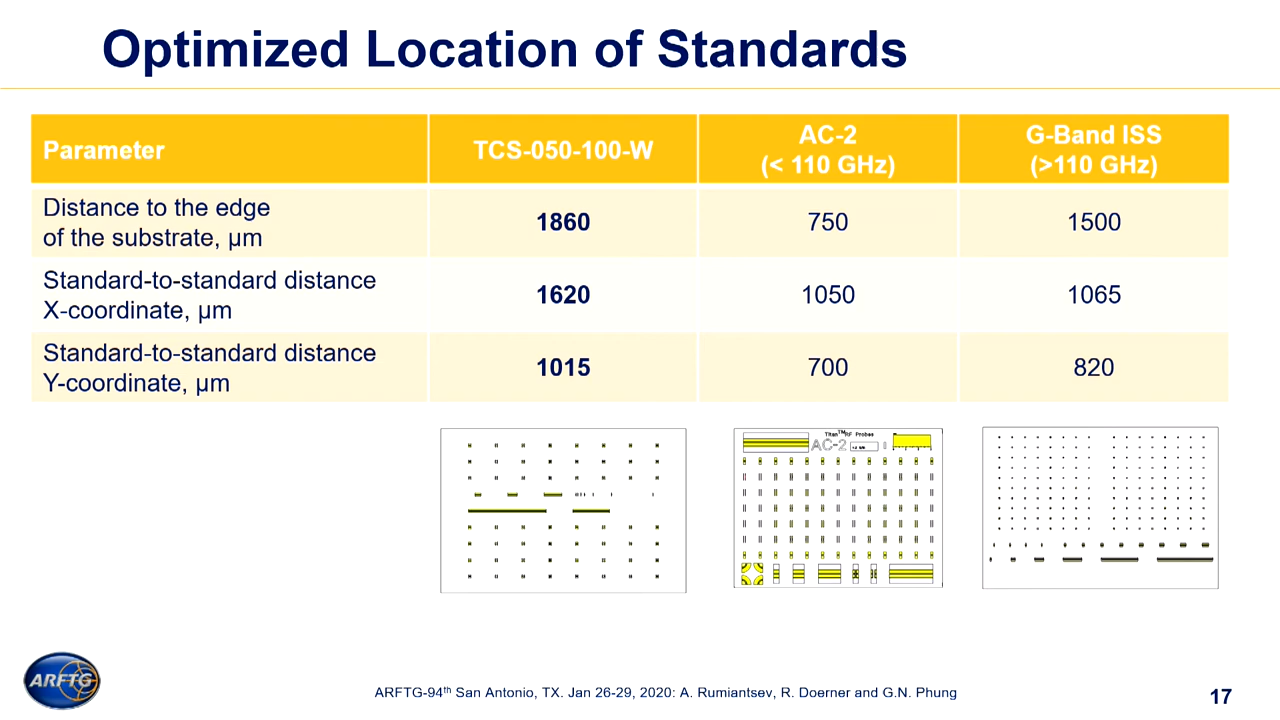 Optimized Location of Standards
Parameter
TCS-050-100-W
AC-2
(< 110 GHz)
G-Band ISS
(>110 GHz)
Distance to the edge
of the substrate, µm
1860
750
1500
Standard-to-standard distance
X-coordinate, µm
1620
1050
1065
Standard-to-standard distance
Y-coordinate, µm
1015
700
820
Titan™RF Probes
AC-2
ARFTG
ARFTG-94th San Antonio, TX. Jan 26-29, 2020: A. Rumiantsev, R. Doerner and G.N. Phung
17